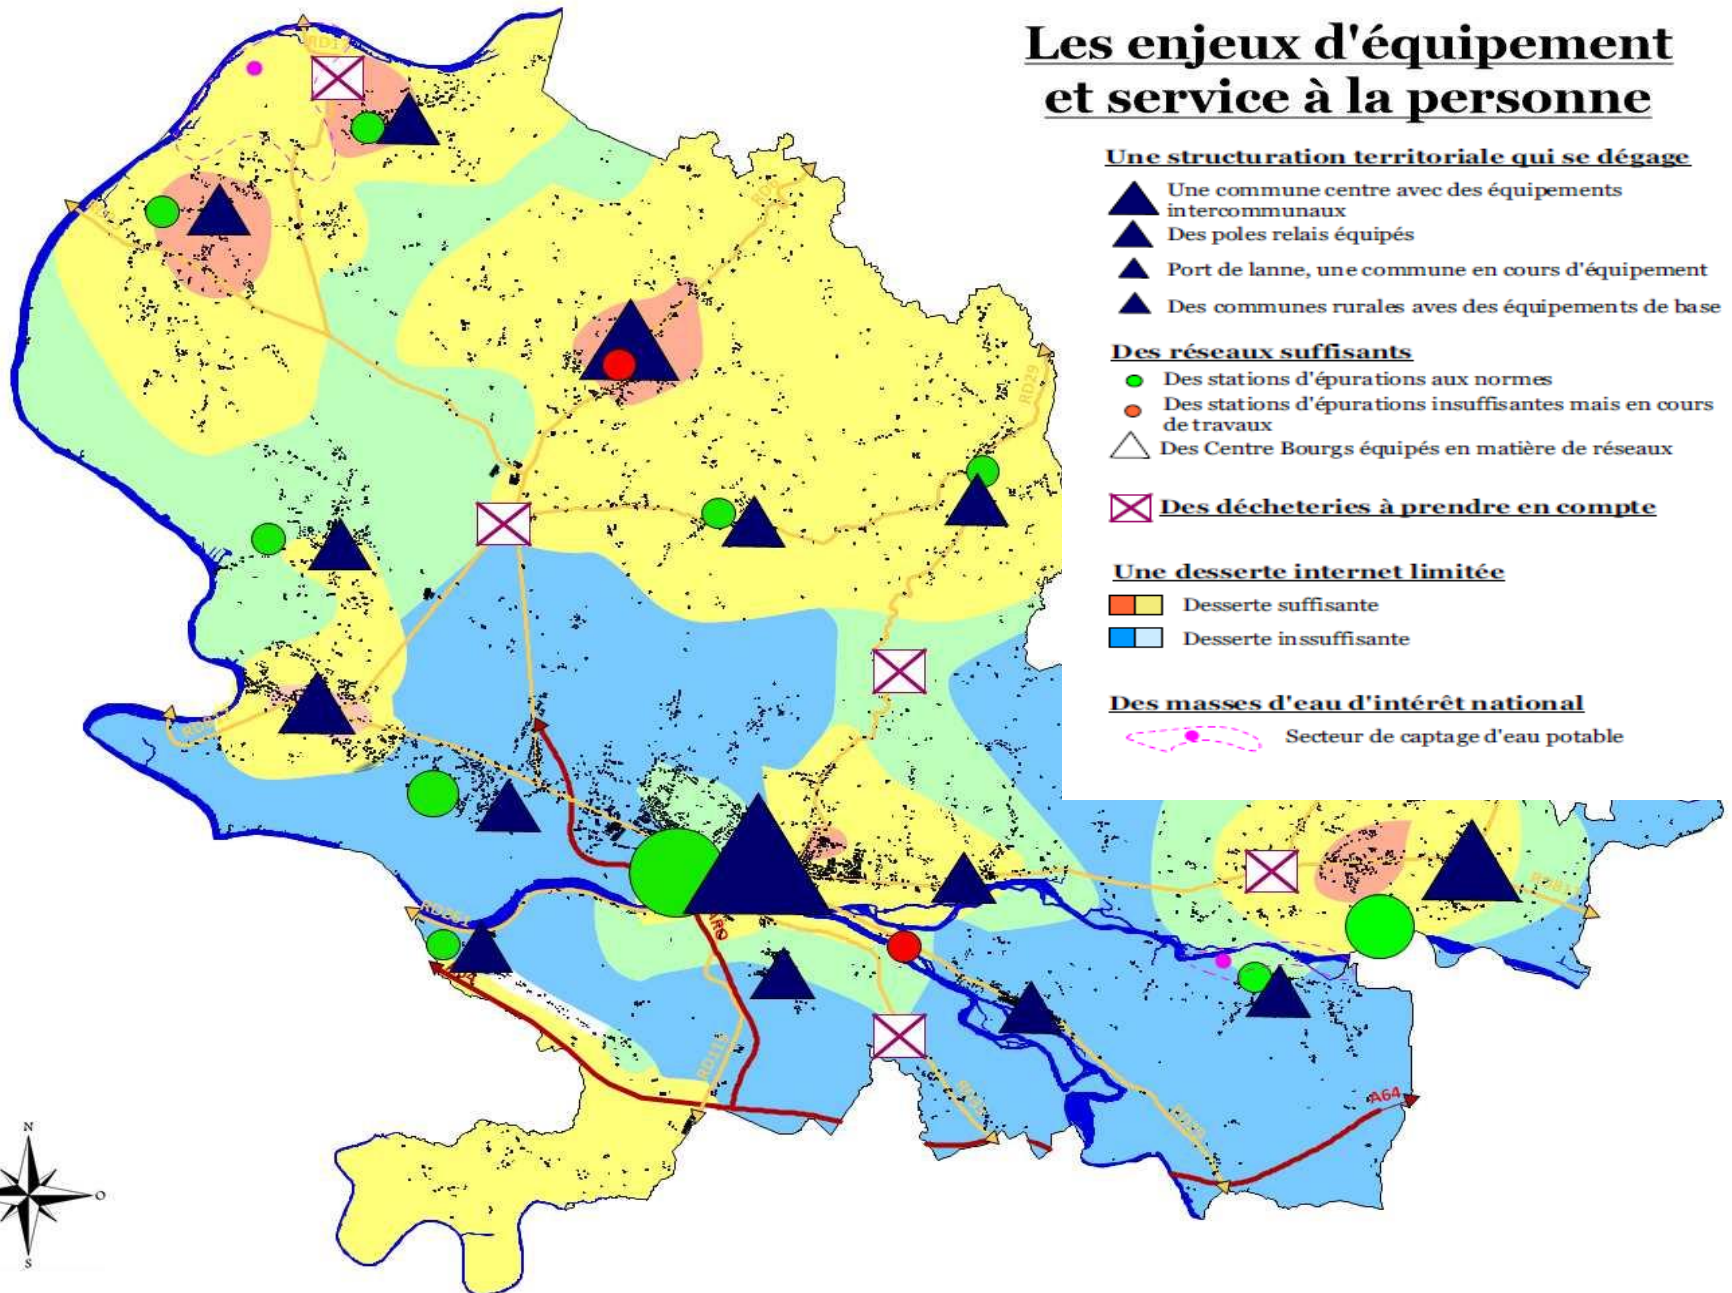 Les enjeux d'équipement
et service à la personne
Une structuration territoriale qui se dégage
Une commune centre avec des équipements
intercommunaux
Des poles relais équipés
Port de lanne, une commune en cours d'équipement
Des communes rurales aves des équipements de base
Des réseaux suffisants
Des stations d'épurations aux normes
Des stations d'épurations insuffisantes mais en cours
de travaux
Des Centre Bourgs équipés en matière de réseaux
Des décheteries à prendre en compte
Une desserte internet limitée
Desserte suffisante
Desserte inssuffisante
Des masses d'eau d'intérêt national
Secteur de captage d'eau potable
RD29
A64
N
O
S